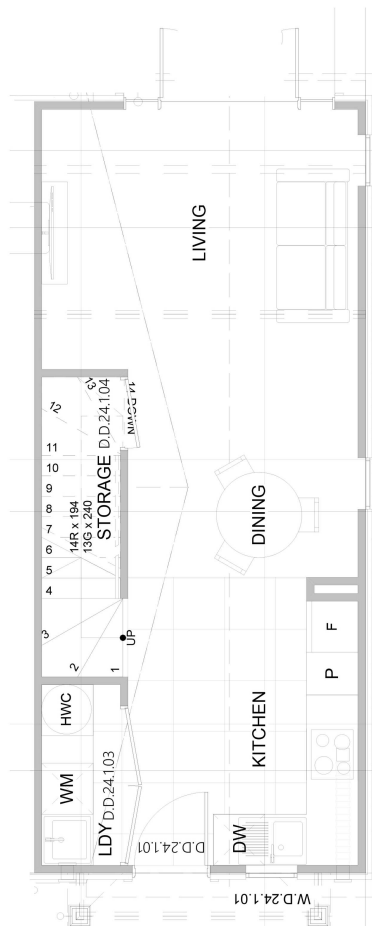 LIVING
13
14 DOWN
12
D.D.24.1.04
11
10
9
8
7
6
5
4
3
2
1
14R x 194
13G x 240
STORAGE
DINING
UP
F
P
HWC
WM
LDY
D.D.24.1.03
KITCHEN
D.D.24.1.01
DW
W.D.24.1.01